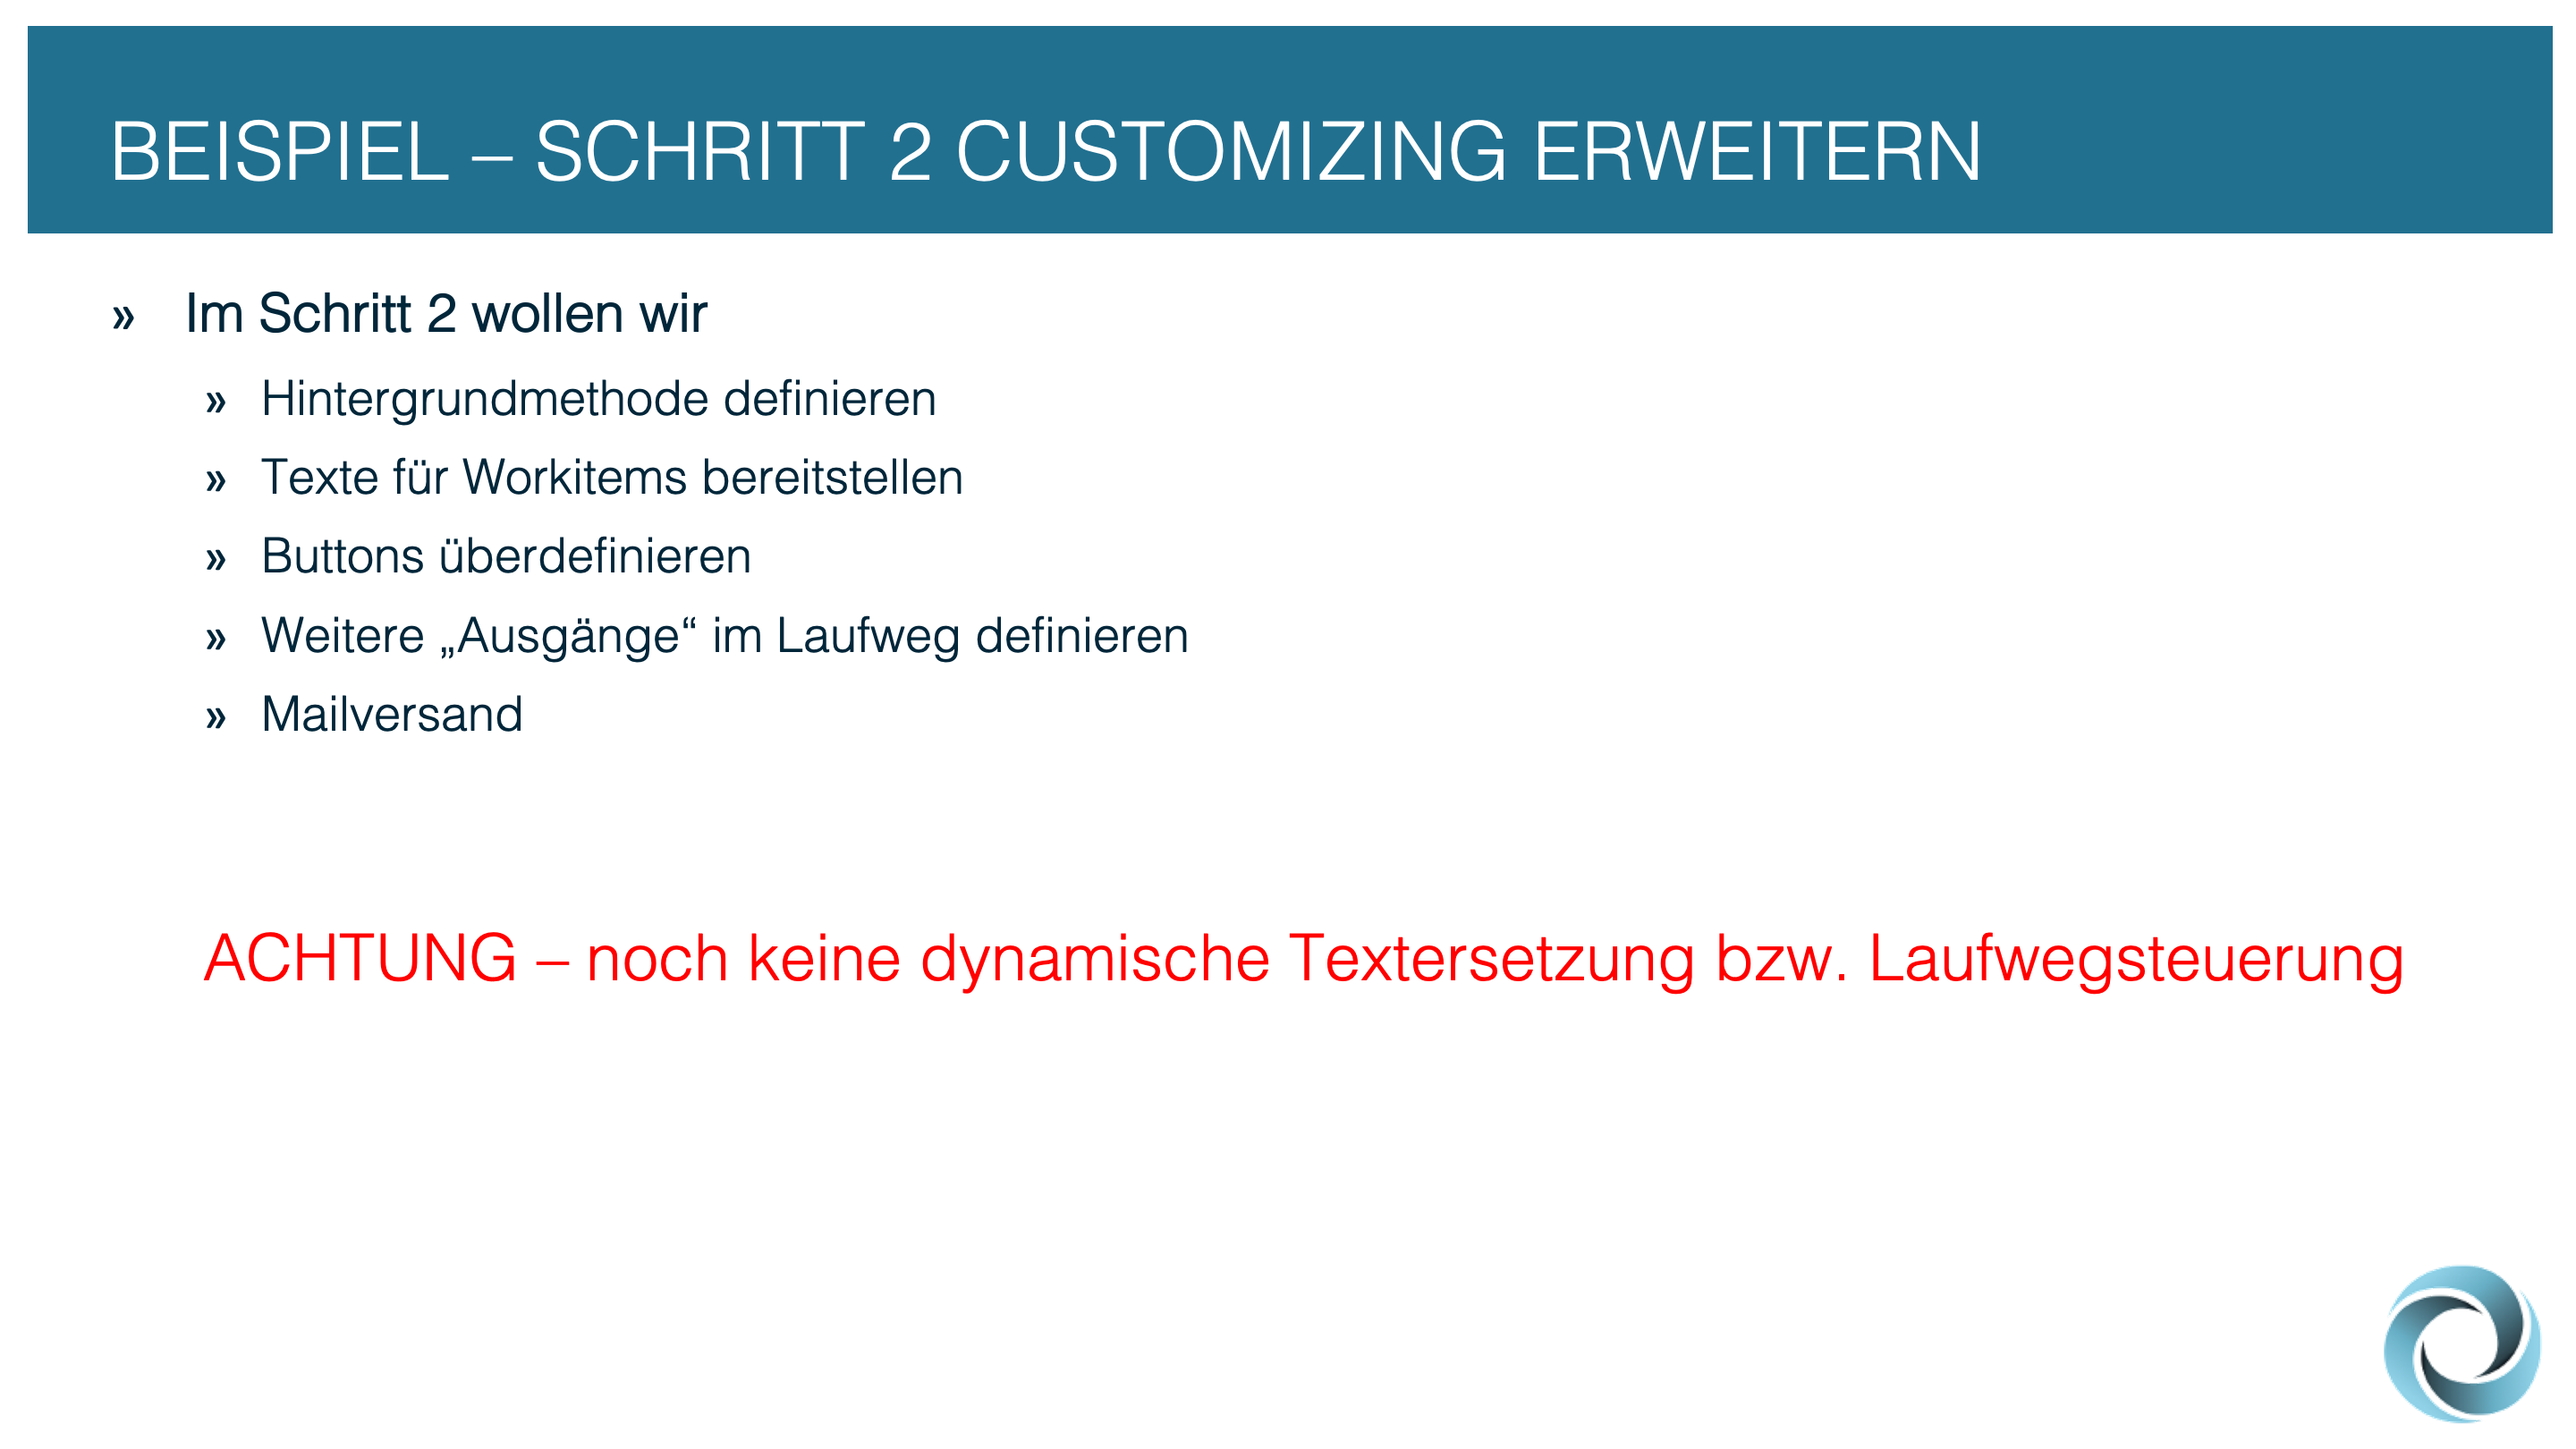 BEISPIEL – SCHRITT 2 CUSTOMIZING ERWEITERN
» Im Schritt 2 wollen wir
» Hintergrundmethode definieren
» Texte für Workitems bereitstellen
» Buttons überdefinieren
» Weitere „Ausgänge“ im Laufweg definieren
» Mailversand
ACHTUNG – noch keine dynamische Textersetzung bzw. Laufwegsteuerung